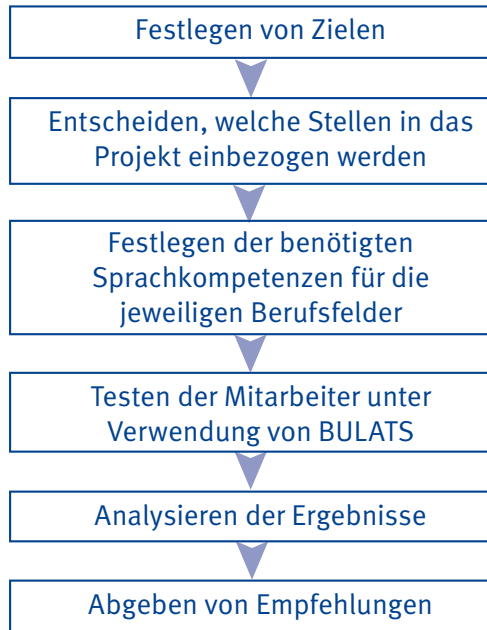 Festlegen von Zielen
Entscheiden, welche Stellen in das
Projekt einbezogen werden
Festlegen der benötigten
Sprachkompetenzen für die
jeweiligen Berufsfelder
Testen der Mitarbeiter unter
Verwendung von BULATS
Analysieren der Ergebnisse
Abgeben von Empfehlungen